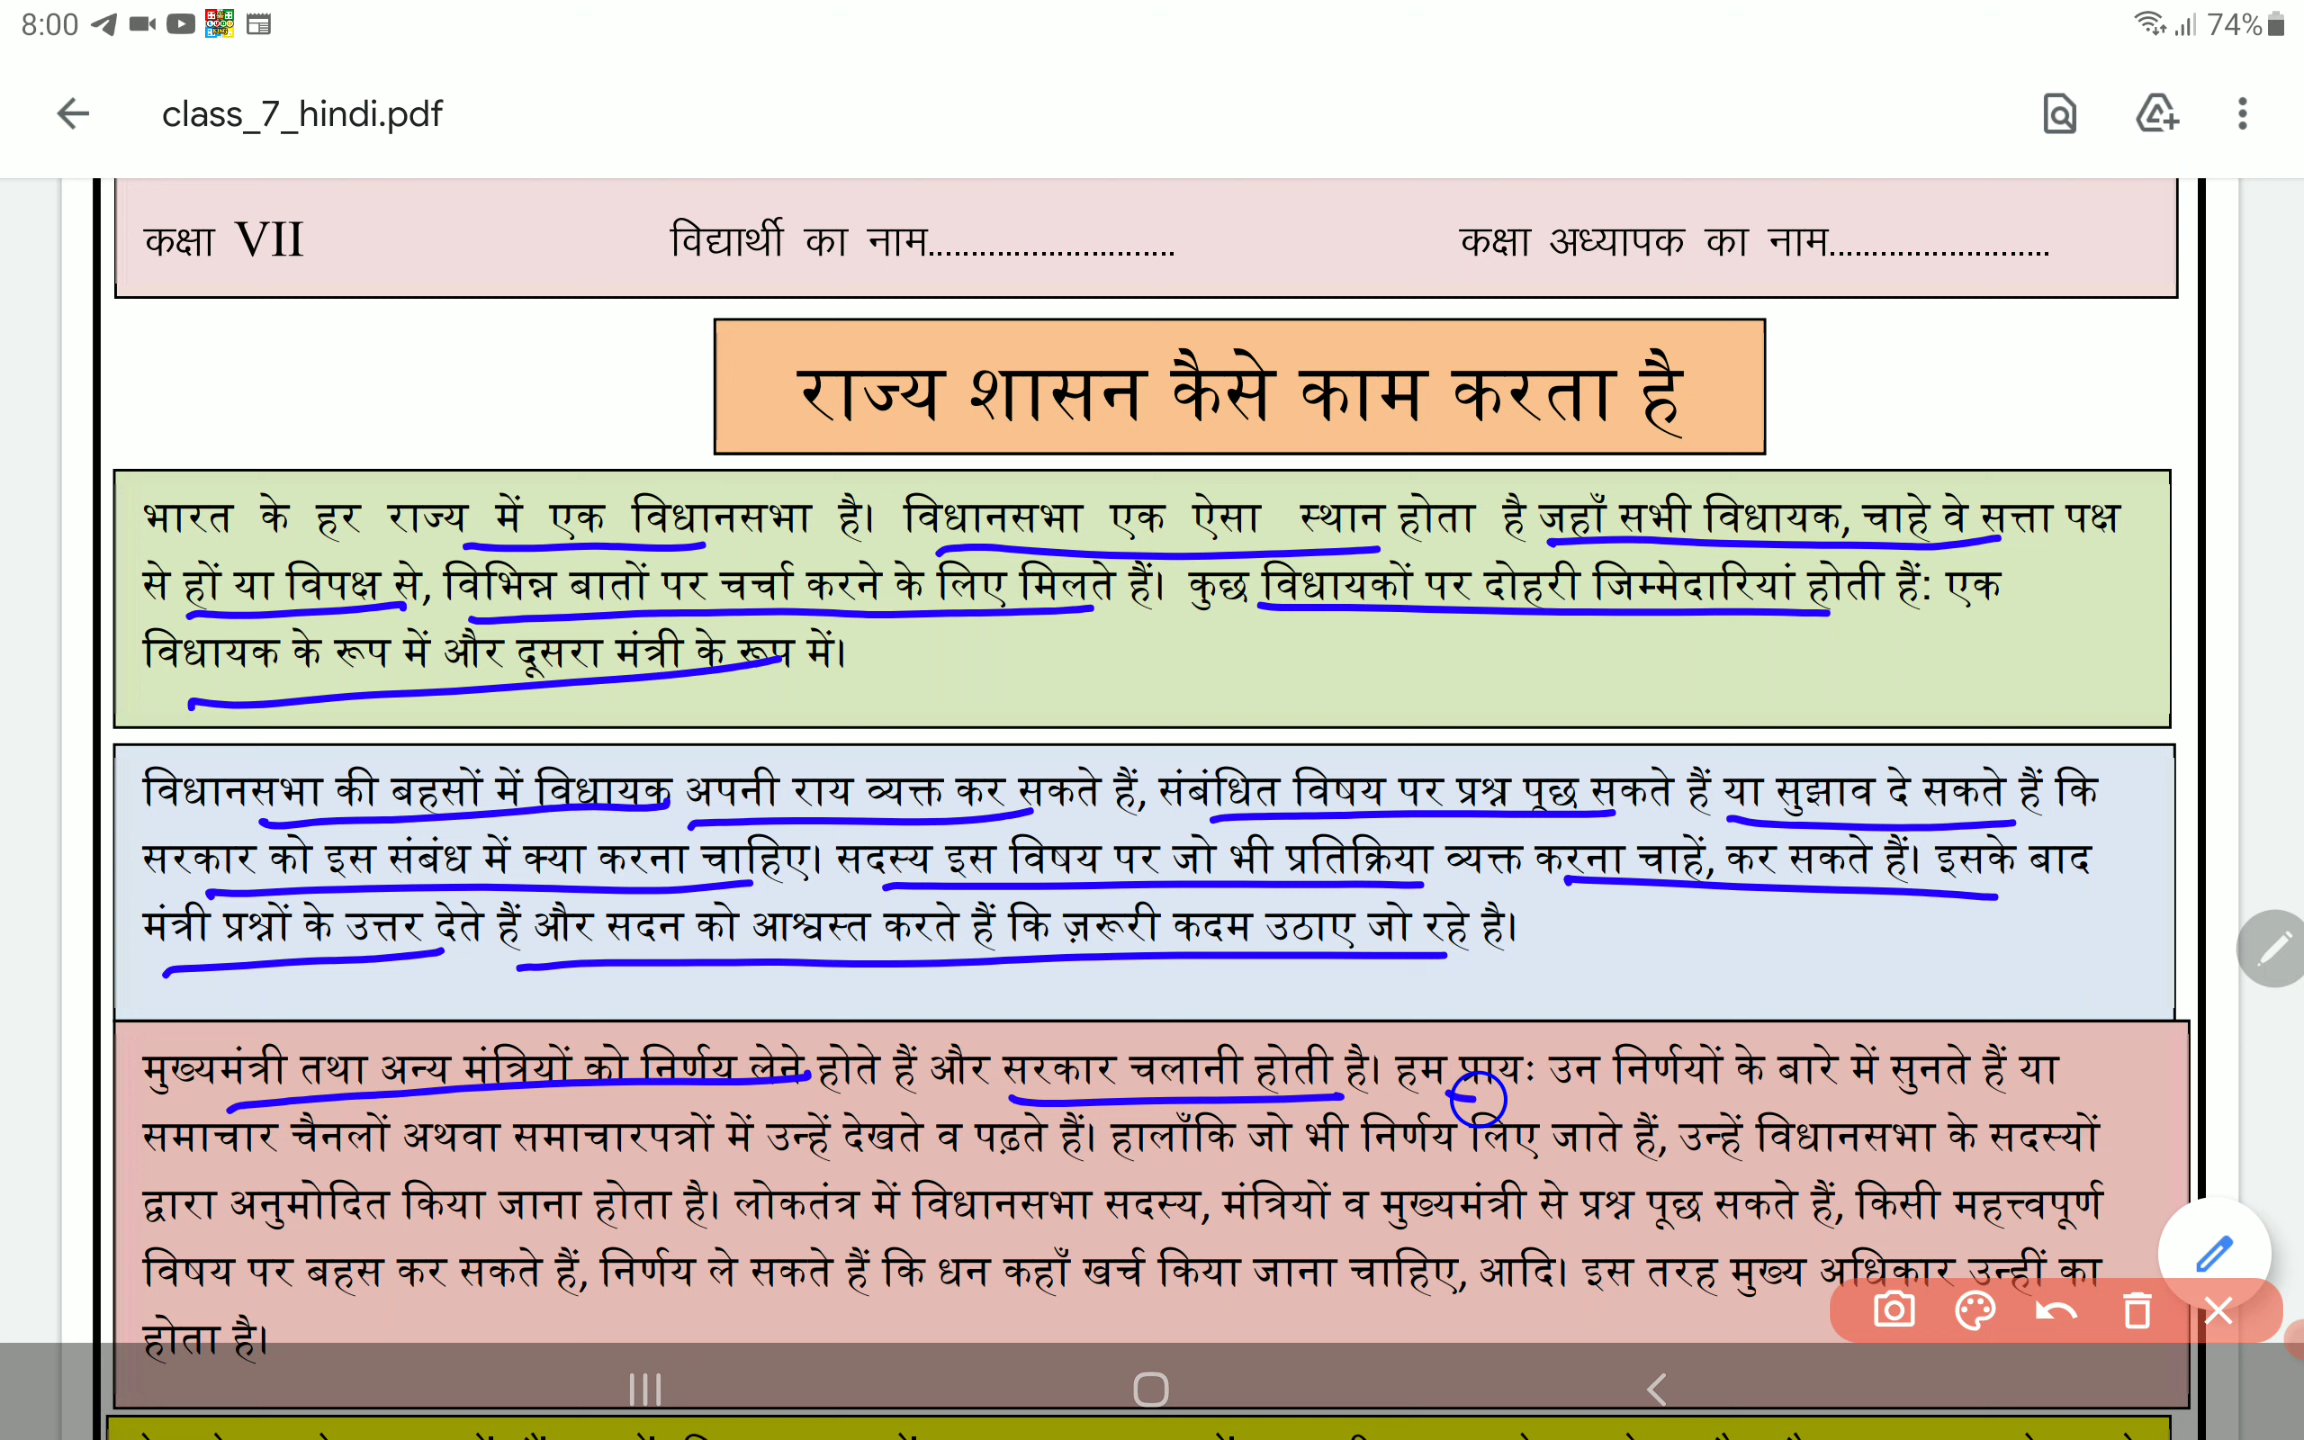 8:00
74%
class_7_hindi.pdf
कक्षा VII विद्यार्थी का नाम............................ कक्षा अध्यापक का नाम..........................
राज्य शासन कैसे काम करता है
भारत के हर राज्य में एक विधानसभा है। विधानसभा एक ऐसा स्थान होता है जहाँ सभी विधायक, चाहे वे सत्ता पक्ष
से हों या विपक्ष से, विभिन्न बातों पर चर्चा करने के लिए मिलते हैं। कुछ विधायकों पर दोहरी जिम्मेदारियां होती हैं: एक
विधायक के रूप में और दूसरा मंत्री के रूप में।
विधानसभा की बहसों में विधायक अपनी राय व्यक्त कर सकते हैं, संबंधित विषय पर प्रश्न पूछ सकते हैं या सुझाव दे सकते हैं कि
सरकार को इस संबंध में क्या करना चाहिए। सदस्य इस विषय पर जो भी प्रतिक्रिया व्यक्त करना चाहें, कर सकते हैं। इसके बाद
मंत्री प्रश्नों के उत्तर देते हैं और सदन को आश्वस्त करते हैं कि ज़रूरी कदम उठाए जो रहे है।
मुख्यमंत्री तथा अन्य मंत्रियों को निर्णय लेने होते हैं और सरकार चलानी होती है। हम प्रायः उन निर्णयों के बारे में सुनते हैं या
समाचार चैनलों अथवा समाचारपत्रों में उन्हें देखते व पढ़ते हैं। हालाँकि जो भी निर्णय लिए जाते हैं, उन्हें विधानसभा के सदस्यों
द्वारा अनुमोदित किया जाना होता है। लोकतंत्र में विधानसभा सदस्य, मंत्रियों व मुख्यमंत्री से प्रश्न पूछ सकते हैं, किसी महत्त्वपूर्ण
विषय पर बहस कर सकते हैं, निर्णय ले सकते हैं कि धन कहाँ खर्च किया जाना चाहिए, आदि। इस तरह मुख्य अधिकार उन्हीं का
होता है।